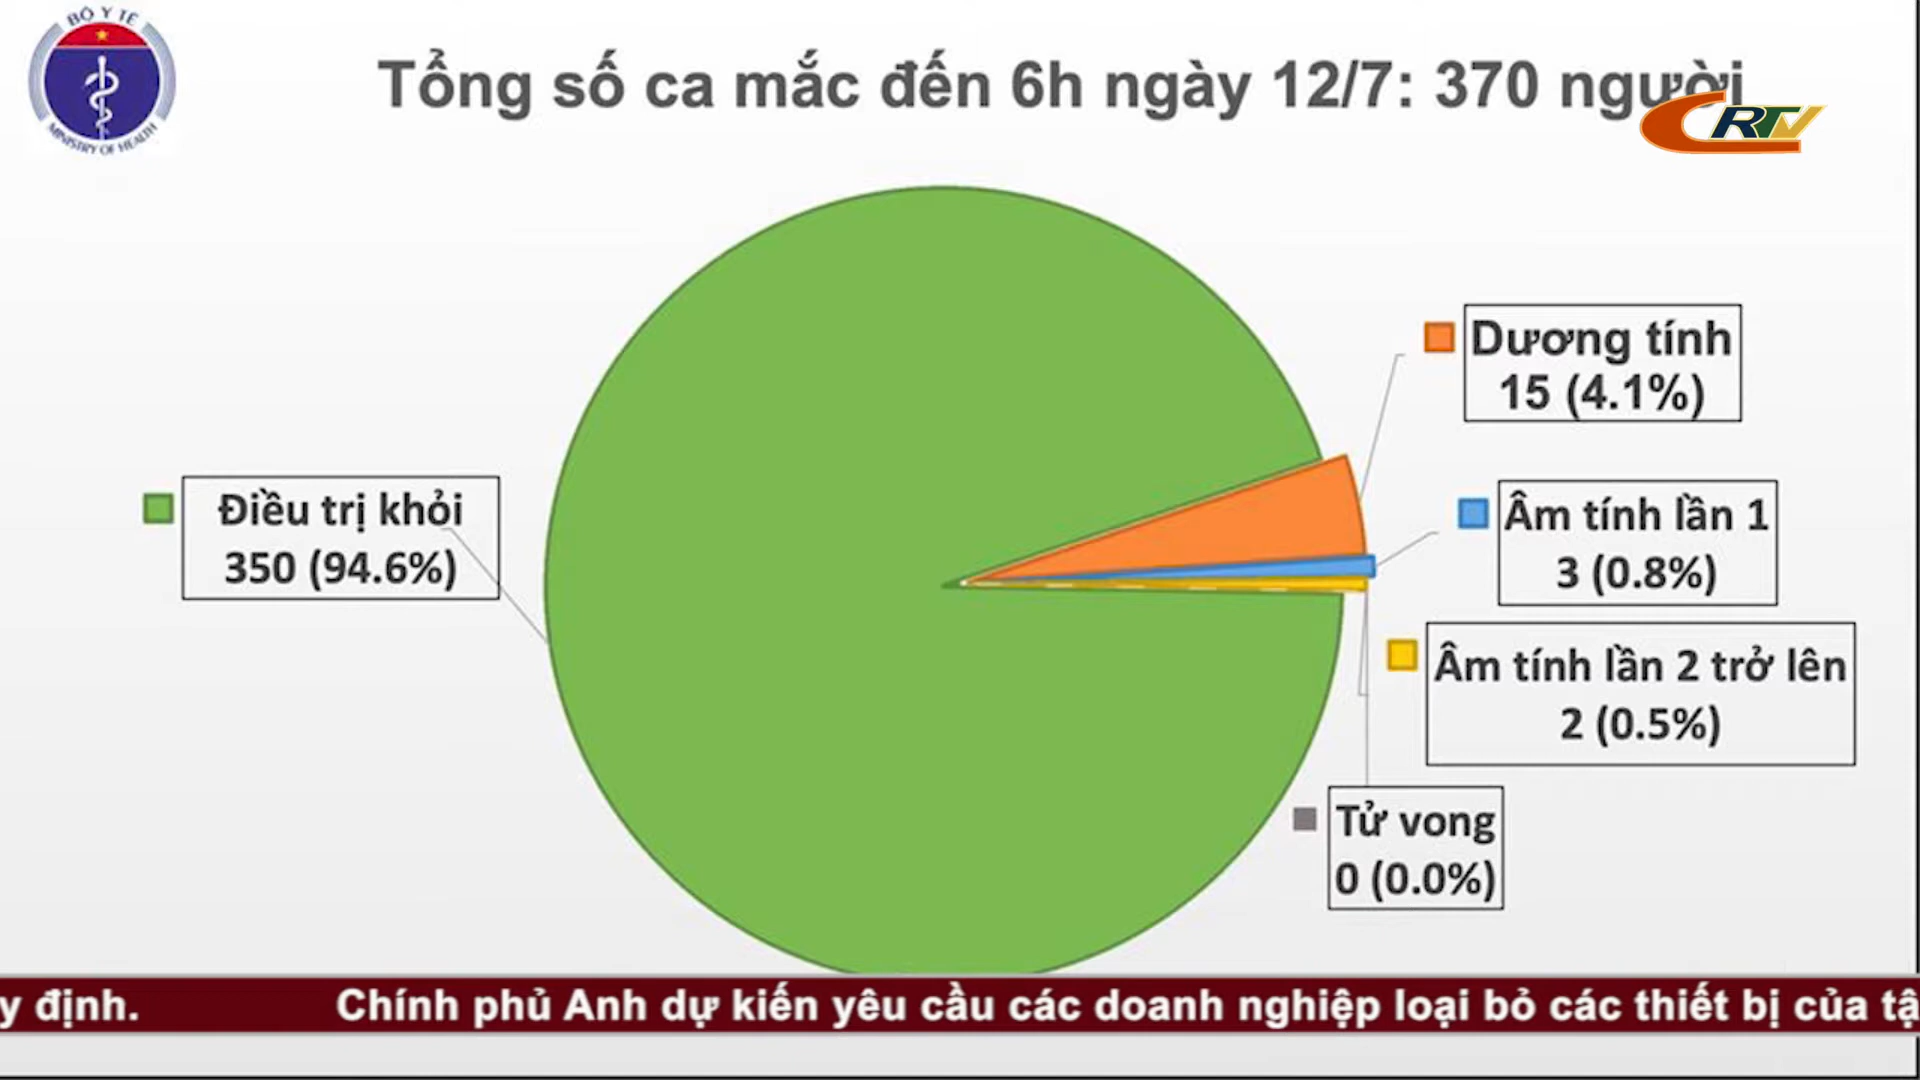 BỘ Y TẾ
MINISTRY OF HEALTH
Tổng số ca mắc đến 6h ngày 12/7: 370 người
CRTV
Dương tính
15 (4.1%)
Điều trị khỏi
350 (94.6%)
Âm tính lần 1
3 (0.8%)
Âm tính lần 2 trở lên
2 (0.5%)
Tử vong
0 (0.0%)
y định. Chính phủ Anh dự kiến yêu cầu các doanh nghiệp loại bỏ các thiết bị của tậ